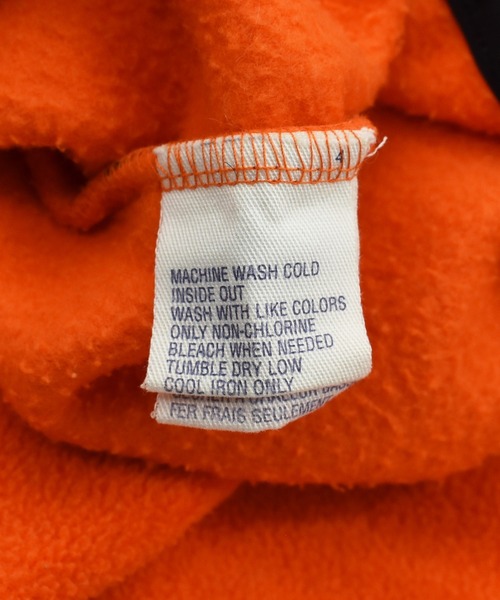 4
MACHINE WASH COLD
INSIDE OUT
WASH WITH LIKE COLORS
ONLY NON-CHLORINE
BLEACH WHEN NEEDED
TUMBLE DRY LOW
COOL IRON ONLY
FER FRAIS SEULEMENT